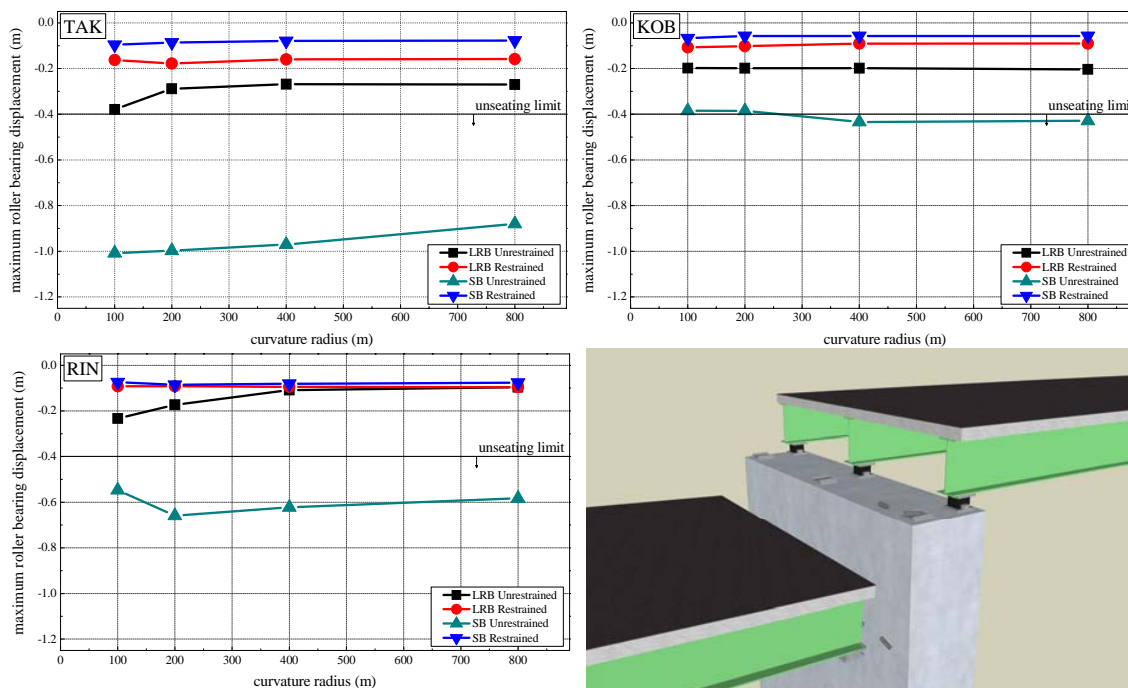 TAK
maximum roller bearing displacement (m)
0.0
-0.2
-0.4
-0.6
-0.8
-1.0
-1.2
unseating limit
LRB Unrestrained
LRB Restrained
SB Unrestrained
SB Restrained
0 100 200 300 400 500 600 700 800
curvature radius (m)
KOB
maximum roller bearing displacement (m)
0.0
-0.2
-0.4
-0.6
-0.8
-1.0
-1.2
unseating limit
LRB Unrestrained
LRB Restrained
SB Unrestrained
SB Restrained
0 100 200 300 400 500 600 700 800
curvature radius (m)
RIN
maximum roller bearing displacement (m)
0.0
-0.2
-0.4
-0.6
-0.8
-1.0
-1.2
unseating limit
LRB Unrestrained
LRB Restrained
SB Unrestrained
SB Restrained
0 100 200 300 400 500 600 700 800
curvature radius (m)